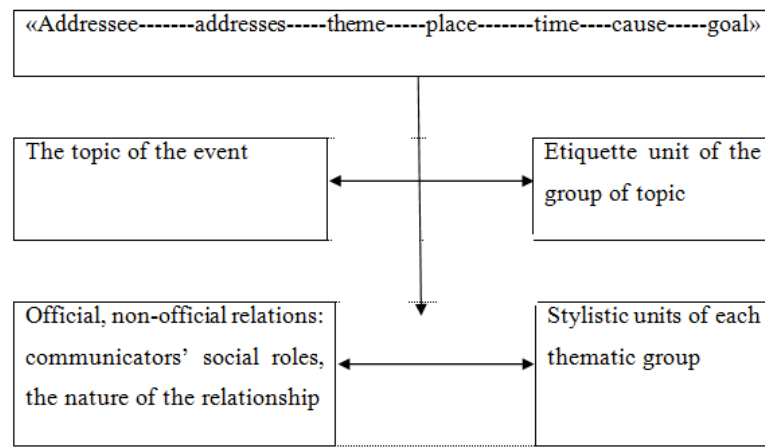 «Addressee-------addresses-----theme-----place-------time----cause-----goal»
The topic of the event
Etiquette unit of the
group of topic
Official, non-official relations:
communicators’ social roles,
the nature of the relationship
Stylistic units of each
thematic group